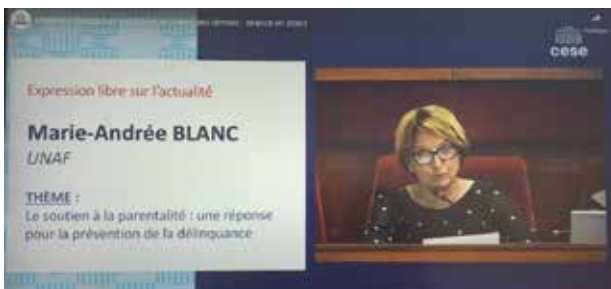 cese
Expression libre sur l'actualité
Marie-Andrée BLANC
UNAF
THÈME :
Le soutien à la parentalité : une réponse
pour la prévention de la délinquance